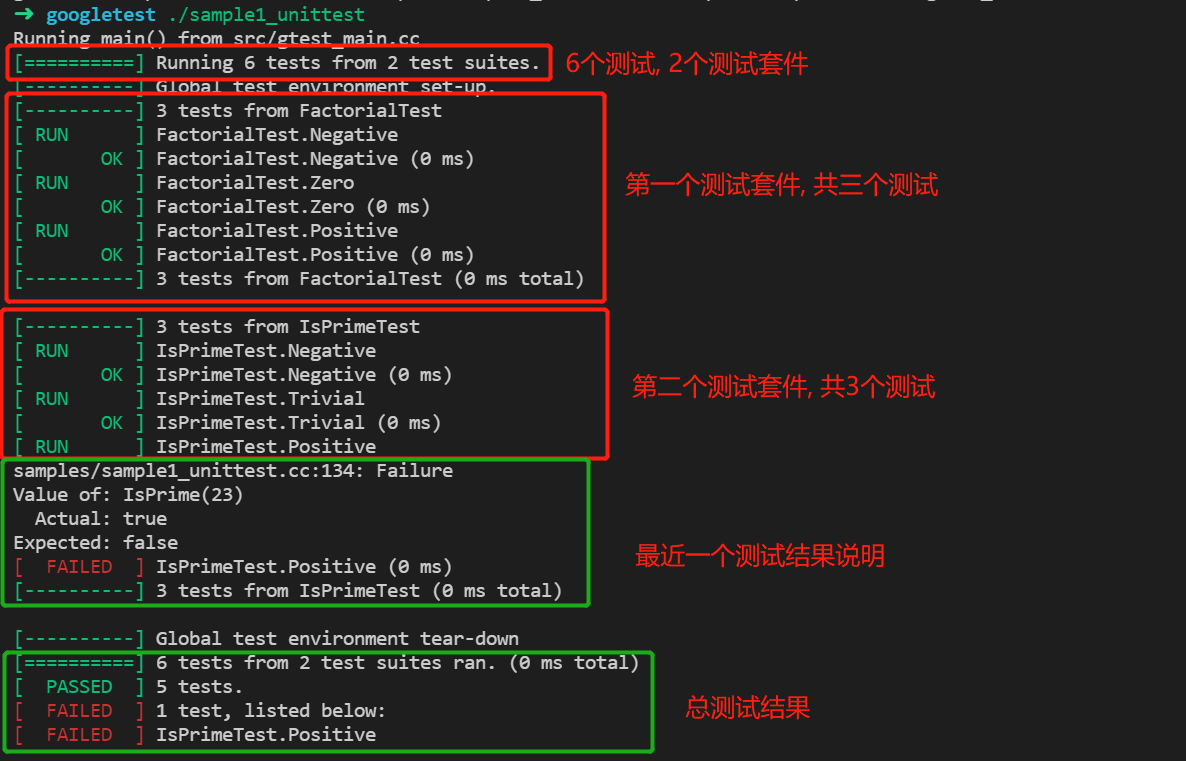 ➜ googletest ./sample1_unittest
Running main() from src/gtest_main.cc
[==========] Running 6 tests from 2 test suites.
6个测试, 2个测试套件
[----------] Global test environment set-up.
[----------] 3 tests from FactorialTest
[ RUN      ] FactorialTest.Negative
[       OK ] FactorialTest.Negative (0 ms)
[ RUN      ] FactorialTest.Zero
[       OK ] FactorialTest.Zero (0 ms)
[ RUN      ] FactorialTest.Positive
[       OK ] FactorialTest.Positive (0 ms)
[----------] 3 tests from FactorialTest (0 ms total)
第一个测试套件, 共三个测试
[----------] 3 tests from IsPrimeTest
[ RUN      ] IsPrimeTest.Negative
[       OK ] IsPrimeTest.Negative (0 ms)
[ RUN      ] IsPrimeTest.Trivial
[       OK ] IsPrimeTest.Trivial (0 ms)
[ RUN      ] IsPrimeTest.Positive
第二个测试套件, 共3个测试
samples/sample1_unittest.cc:134: Failure
Value of: IsPrime(23)
  Actual: true
Expected: false
[  FAILED  ] IsPrimeTest.Positive (0 ms)
[----------] 3 tests from IsPrimeTest (0 ms total)
最近一个测试结果说明
[----------] Global test environment tear-down
[==========] 6 tests from 2 test suites ran. (0 ms total)
[  PASSED  ] 5 tests.
[  FAILED  ] 1 test, listed below:
[  FAILED  ] IsPrimeTest.Positive
总测试结果